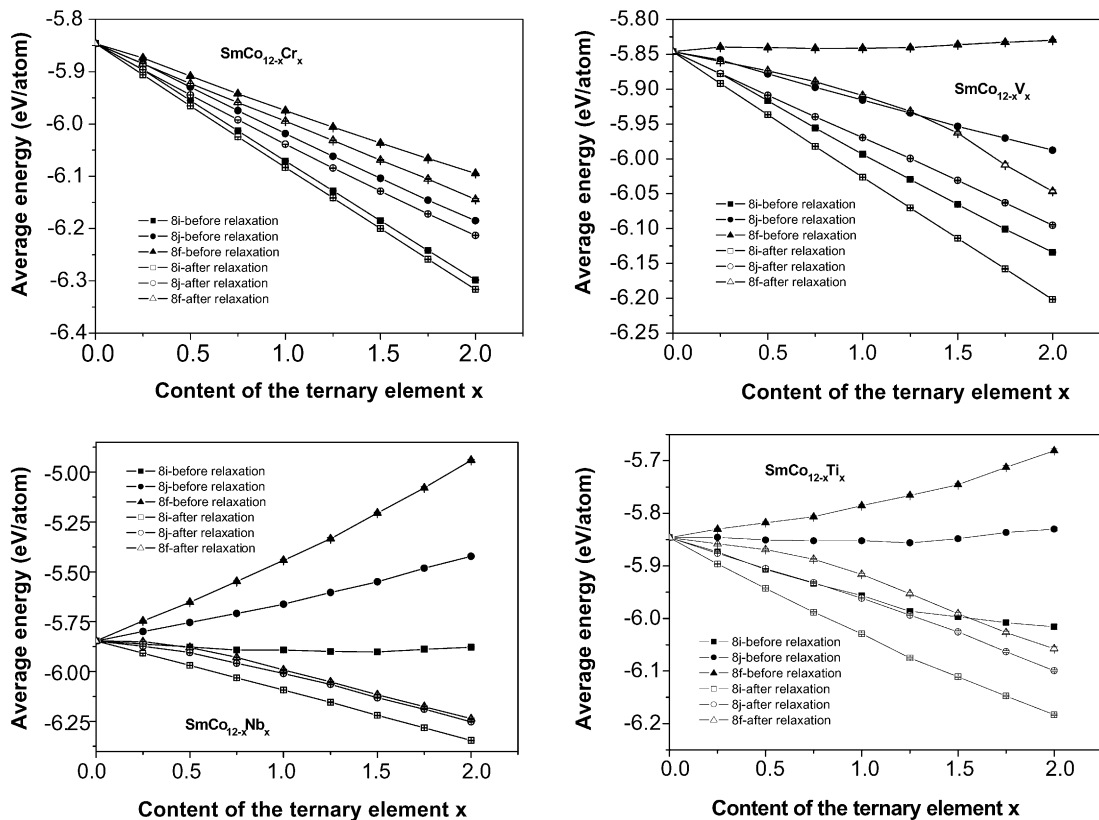 SmCo12-xCrx
Average energy (eV/atom)
-5.8
-5.9
-6.0
-6.1
-6.2
-6.3
-6.4
8i-before relaxation
8j-before relaxation
8f-before relaxation
8i-after relaxation
8j-after relaxation
8f-after relaxation
0.0 0.5 1.0 1.5 2.0
Content of the ternary element x
SmCo12-xVx
Average energy (eV/atom)
-5.80
-5.85
-5.90
-5.95
-6.00
-6.05
-6.10
-6.15
-6.20
-6.25
8i-before relaxation
8j-before relaxation
8f-before relaxation
8i-after relaxation
8j-after relaxation
8f-after relaxation
0.0 0.5 1.0 1.5 2.0
Content of the ternary element x
Average energy (eV/atom)
-5.00
-5.25
-5.50
-5.75
-6.00
-6.25
8i-before relaxation
8j-before relaxation
8f-before relaxation
8i-after relaxation
8j-after relaxation
8f-after relaxation
SmCo12-xNbx
0.0 0.5 1.0 1.5 2.0
Content of the ternary element x
SmCo12-xTix
Average energy (eV/atom)
-5.7
-5.8
-5.9
-6.0
-6.1
-6.2
8i-before relaxation
8j-before relaxation
8f-before relaxation
8i-after relaxation
8j-after relaxation
8f-after relaxation
0.0 0.5 1.0 1.5 2.0
Content of the ternary element x